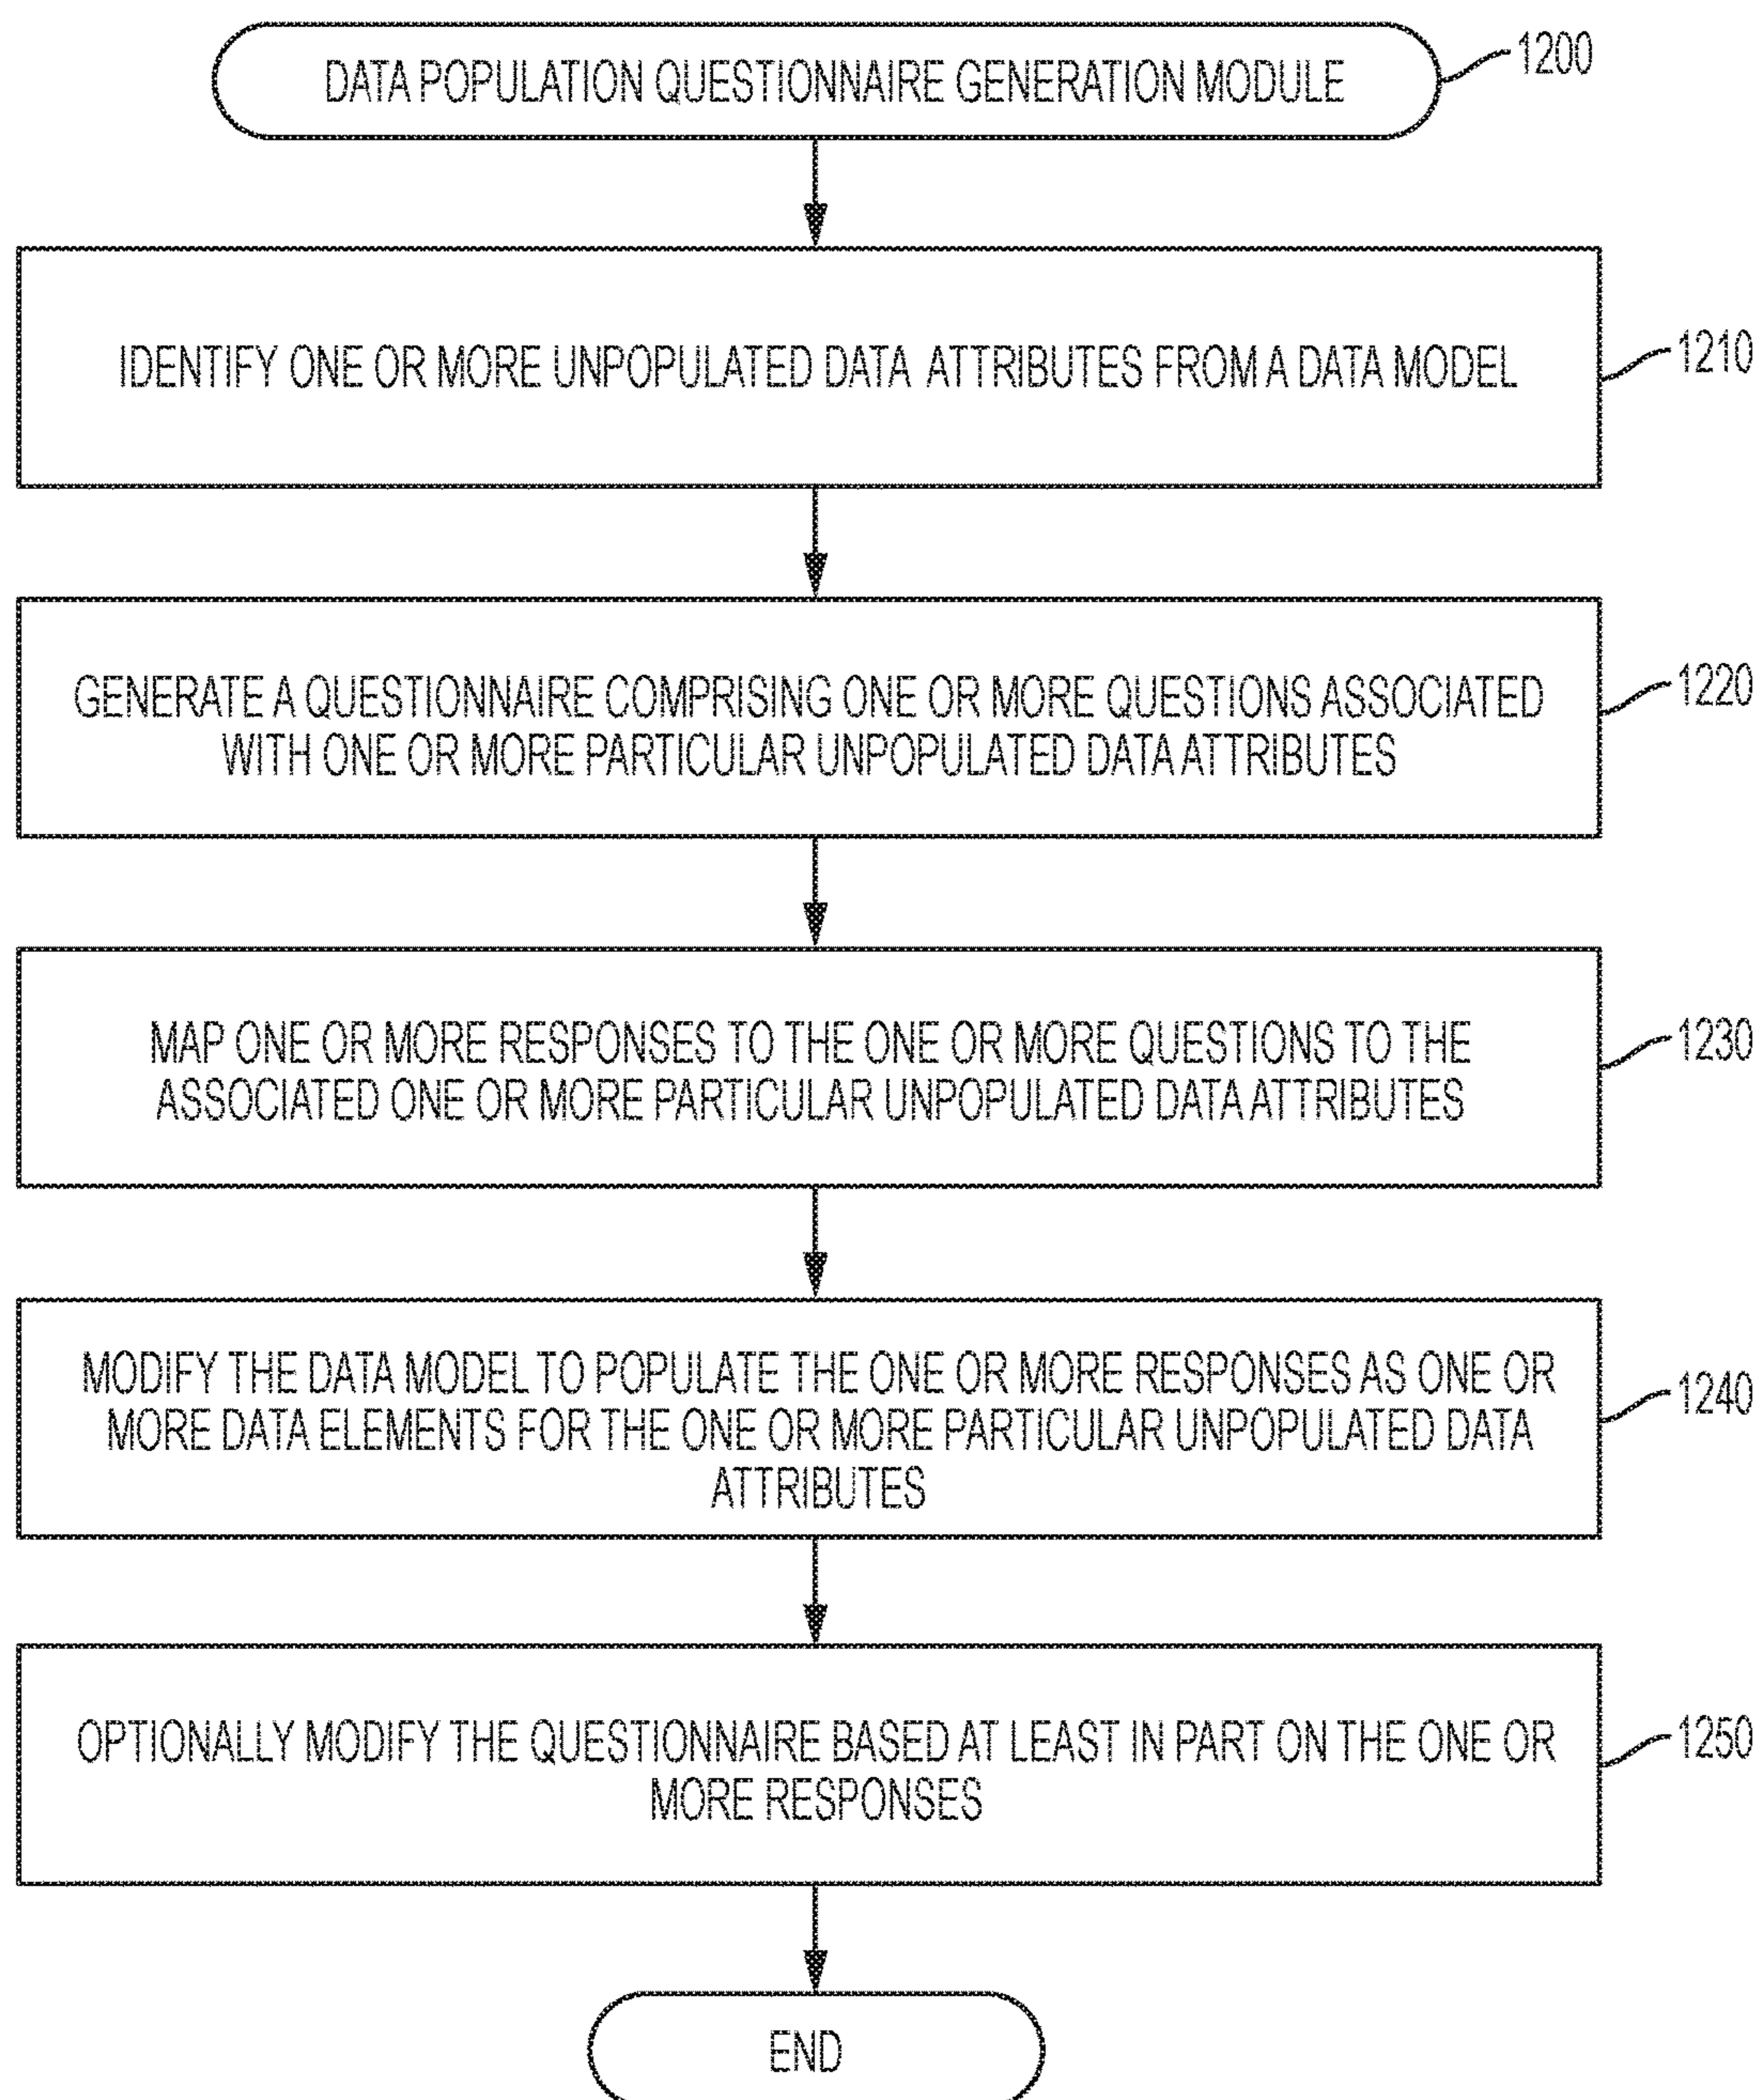 DATA POPULATION QUESTIONNAIRE GENERATION MODULE
1200
IDENTIFY ONE OR MORE UNPOPULATED DATA ATTRIBUTES FROM A DATA MODEL
1210
GENERATE A QUESTIONNAIRE COMPRISING ONE OR MORE QUESTIONS ASSOCIATED
WITH ONE OR MORE PARTICULAR UNPOPULATED DATA ATTRIBUTES
1220
MAP ONE OR MORE RESPONSES TO THE ONE OR MORE QUESTIONS TO THE
ASSOCIATED ONE OR MORE PARTICULAR UNPOPULATED DATA ATTRIBUTES
1230
MODIFY THE DATA MODEL TO POPULATE THE ONE OR MORE RESPONSES AS ONE OR
MORE DATA ELEMENTS FOR THE ONE OR MORE PARTICULAR UNPOPULATED DATA
ATTRIBUTES
1240
OPTIONALLY MODIFY THE QUESTIONNAIRE BASED AT LEAST IN PART ON THE ONE OR
MORE RESPONSES
1250
END